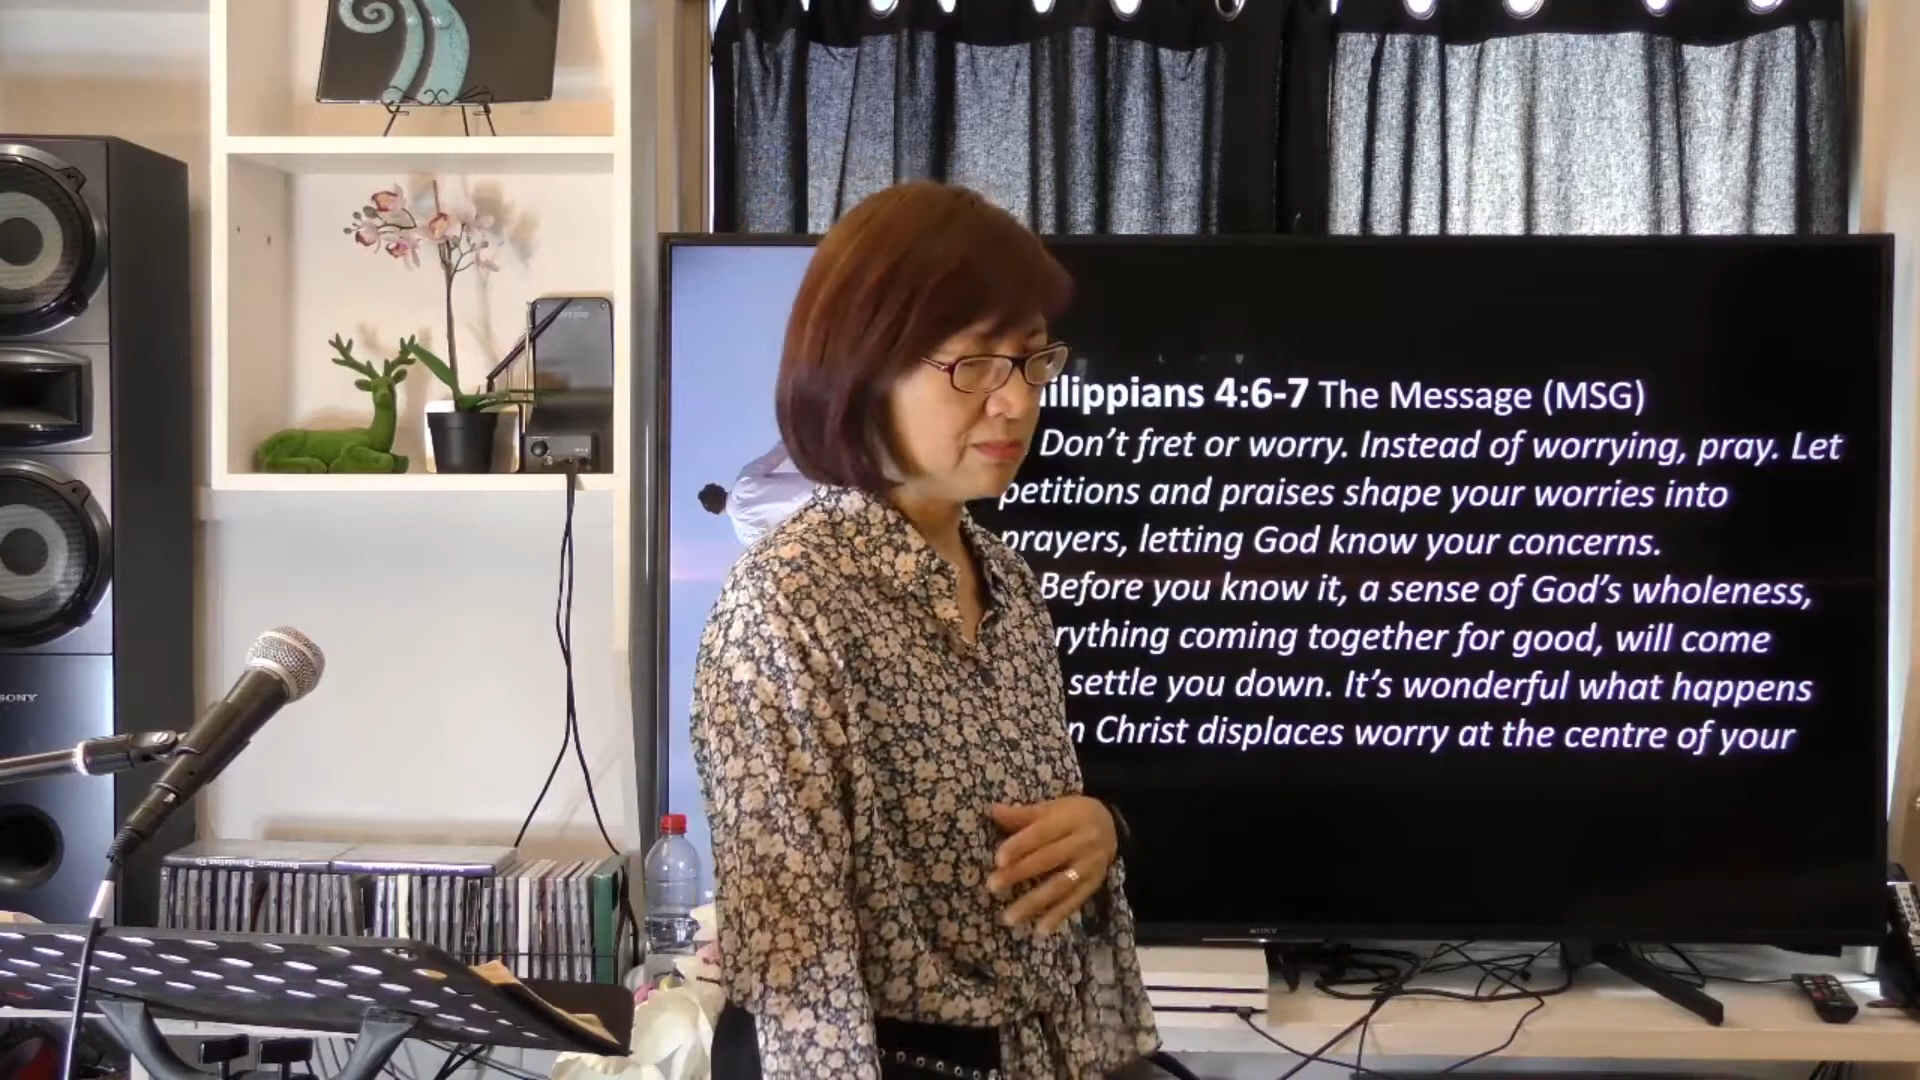 ilippians 4:6-7 The Message (MSG)
Don’t fret or worry. Instead of worrying, pray. Let
petitions and praises shape your worries into
prayers, letting God know your concerns.
Before you know it, a sense of God’s wholeness,
rything coming together for good, will come
settle you down. It’s wonderful what happens
n Christ displaces worry at the centre of your
SONY
SONY